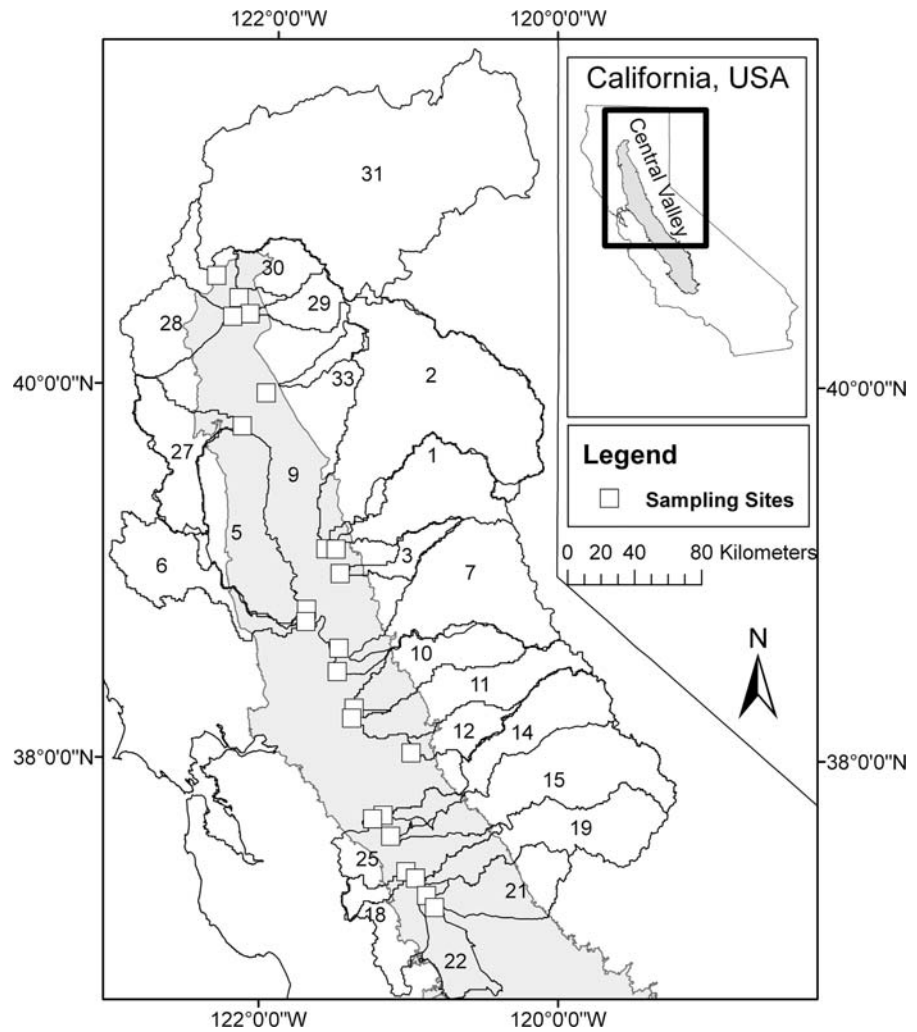 122°0'0"W 120°0'0"W
California, USA
Central Valley
31
30
29
28
2
33
40°0'0"N 40°0'0"N
1
Legend
27
9
Sampling Sites
5
3
0 20 40 80 Kilometers
6
7
N
10
11
12
14
38°0'0"N 38°0'0"N
15
19
25
21
18
22
122°0'0"W 120°0'0"W